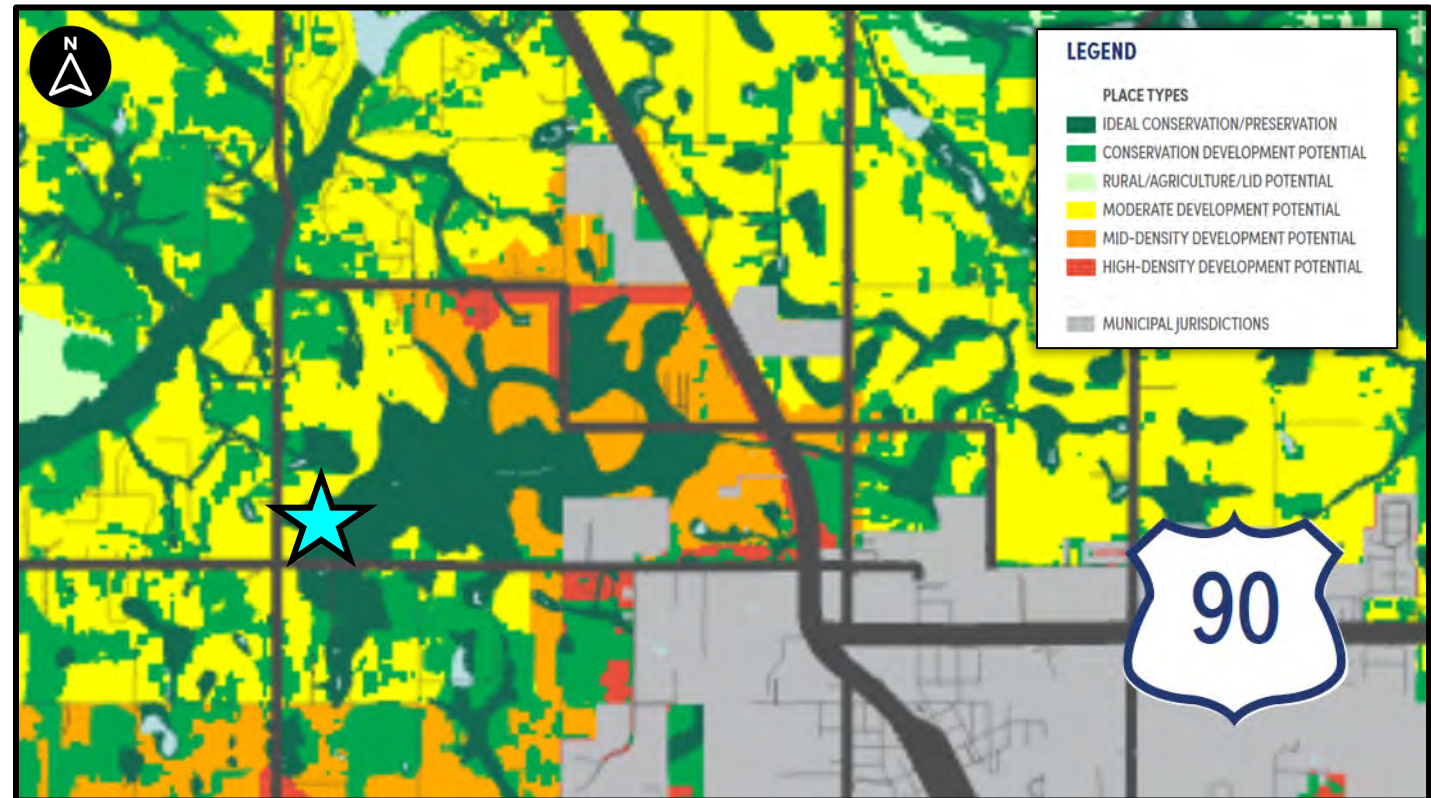 N
LEGEND
PLACE TYPES
IDEAL CONSERVATION/PRESERVATION
CONSERVATION DEVELOPMENT POTENTIAL
RURAL/AGRICULTURE/LID POTENTIAL
MODERATE DEVELOPMENT POTENTIAL
MID-DENSITY DEVELOPMENT POTENTIAL
HIGH-DENSITY DEVELOPMENT POTENTIAL
MUNICIPAL JURISDICTIONS
90